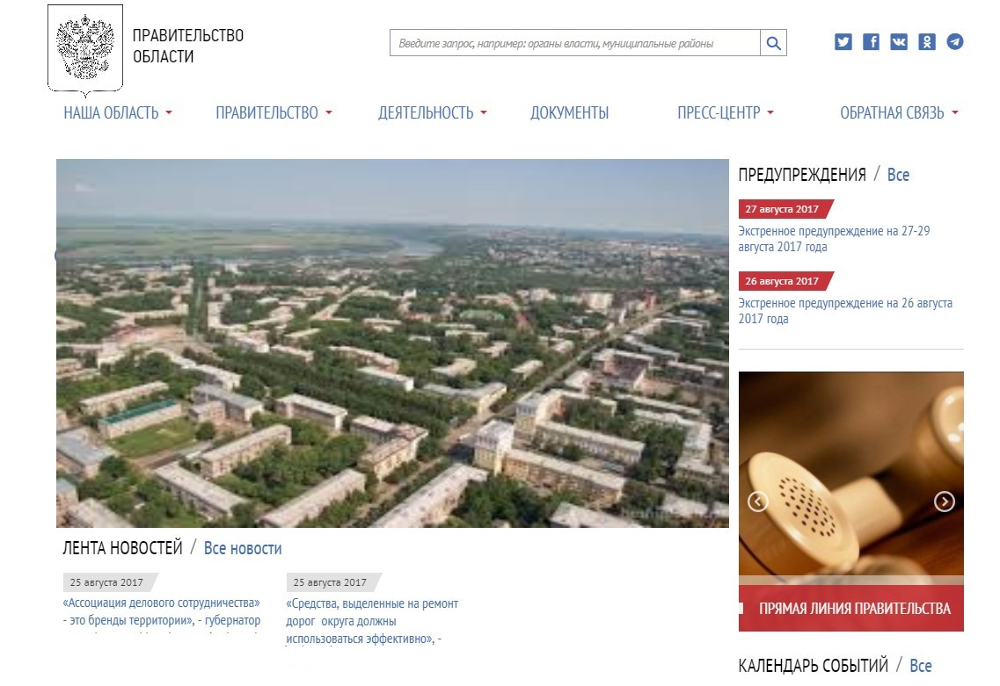 ПРАВИТЕЛЬСТВО
ОБЛАСТИ
Введите запрос, например: органы власти, муниципальные районы
НАША ОБЛАСТЬ
ПРАВИТЕЛЬСТВО
ДЕЯТЕЛЬНОСТЬ
ДОКУМЕНТЫ
ПРЕСС-ЦЕНТР
ОБРАТНАЯ СВЯЗЬ
ПРЕДУПРЕЖДЕНИЯ / Все
27 августа 2017
Экстренное предупреждение на 27-29
августа 2017 года
26 августа 2017
Экстренное предупреждение на 26 августа
2017 года
ПРЯМАЯ ЛИНИЯ ПРАВИТЕЛЬСТВА
ЛЕНТА НОВОСТЕЙ / Все новости
25 августа 2017
«Ассоциация делового сотрудничества»
- это бренды территории», - губернатор
25 августа 2017
«Средства, выделенные на ремонт
дорог округа должны
использоваться эффективно», -
КАЛЕНДАРЬ СОБЫТИЙ / Все